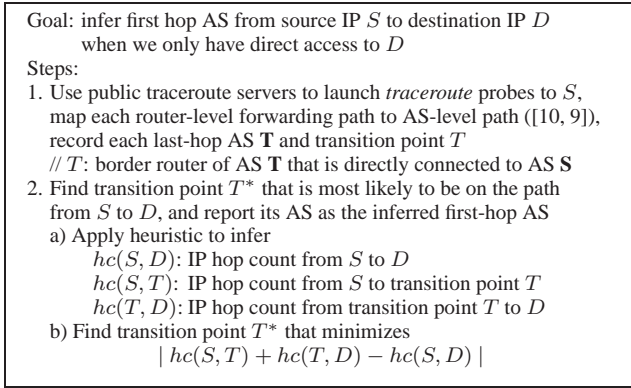 Goal: infer first hop AS from source IP S to destination IP D
when we only have direct access to D
Steps:
1. Use public traceroute servers to launch traceroute probes to S,
map each router-level forwarding path to AS-level path ([10, 9]),
record each last-hop AS T and transition point T
// T: border router of AS T that is directly connected to AS S
2. Find transition point T* that is most likely to be on the path
from S to D, and report its AS as the inferred first-hop AS
a) Apply heuristic to infer
hc(S, D): IP hop count from S to D
hc(S, T): IP hop count from S to transition point T
hc(T, D): IP hop count from transition point T to D
b) Find transition point T* that minimizes
| hc(S, T) + hc(T, D) − hc(S, D) |